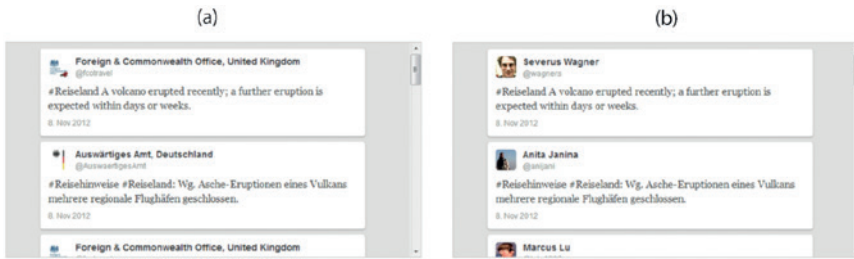 (a)
Foreign & Commonwealth Office, United Kingdom
@fcotravel
#Reiseland A volcano erupted recently; a further eruption is
expected within days or weeks.
8. Nov 2012
Auswärtiges Amt, Deutschland
@AuswaertigesAmt
#Reisehinweise #Reiseland: Wg. Asche-Eruptionen eines Vulkans
mehrere regionale Flughäfen geschlossen.
8. Nov 2012
Foreign & Commonwealth Office, United Kingdom
(b)
Severus Wagner
@wagners
#Reiseland A volcano erupted recently; a further eruption is
expected within days or weeks.
8. Nov 2012
Anita Janina
@anijani
#Reisehinweise #Reiseland: Wg. Asche-Eruptionen eines Vulkans
mehrere regionale Flughäfen geschlossen.
8. Nov 2012
Marcus Lu